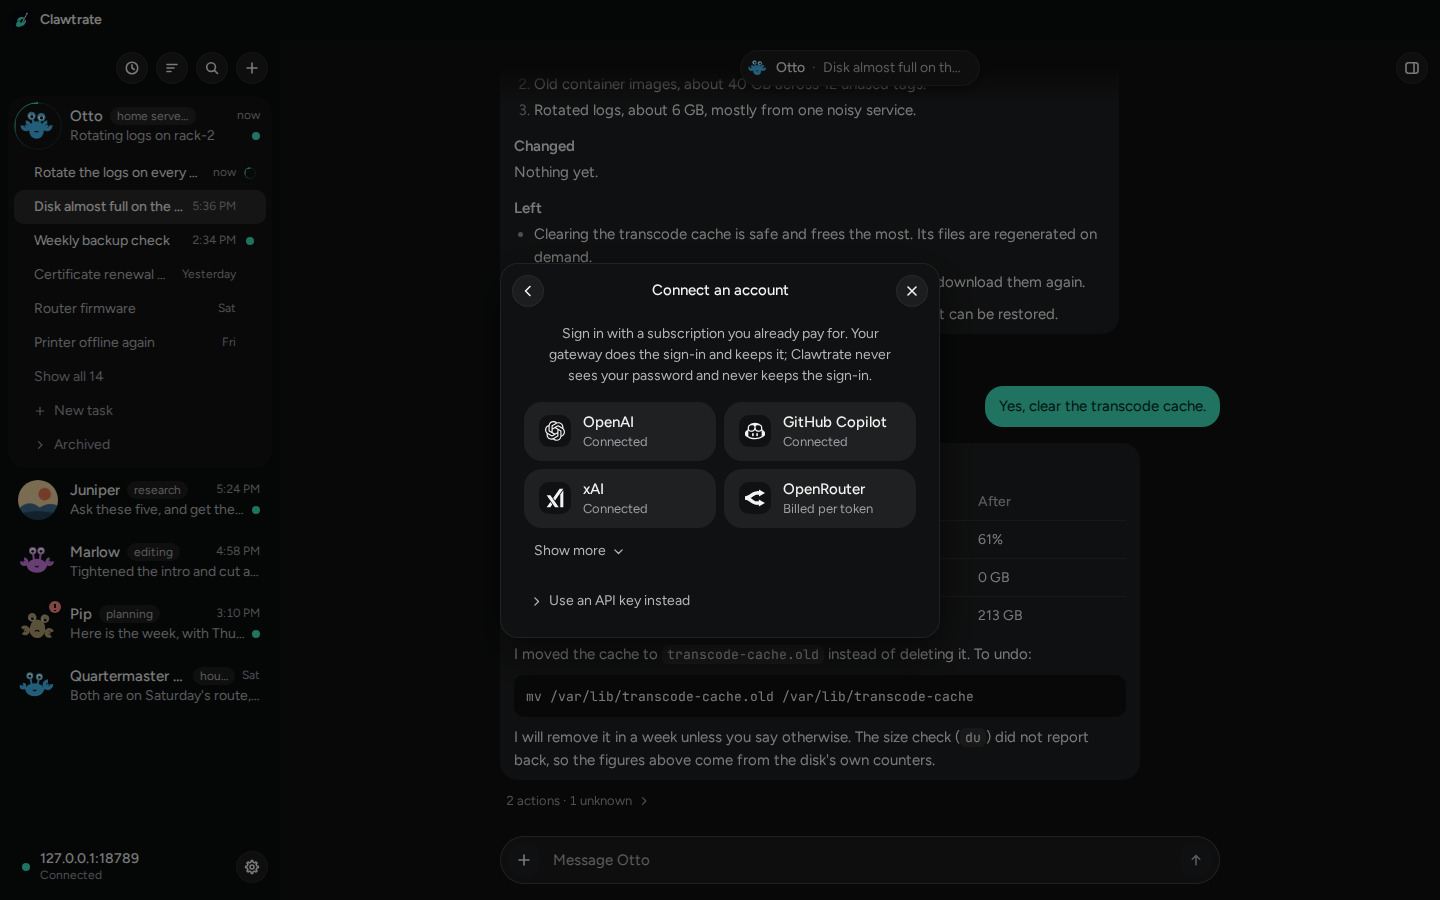 Clawtrate
Otto · Disk almost full on th...
Otto home serve... now
Rotating logs on rack-2
Rotate the logs on every ... now
Disk almost full on the ... 5:36 PM
Weekly backup check 2:34 PM
Certificate renewal ... Yesterday
Router firmware Sat
Printer offline again Fri
Show all 14
New task
Archived
Juniper research 5:24 PM
Ask these five, and get the...
Marlow editing 4:58 PM
Tightened the intro and cut a...
Pip planning 3:10 PM
Here is the week, with Thu...
Quartermaster ... hou... Sat
Both are on Saturday's route,...
127.0.0.1:18789
Connected
2. Old container images, about 40 GB across 12 unused tags.
3. Rotated logs, about 6 GB, mostly from one noisy service.
Changed
Nothing yet.
Left
• Clearing the transcode cache is safe and frees the most. Its files are regenerated on
demand.
download them again.
t can be restored.
Yes, clear the transcode cache.
Connect an account
Sign in with a subscription you already pay for. Your
gateway does the sign-in and keeps it; Clawtrate never
sees your password and never keeps the sign-in.
OpenAI
Connected
GitHub Copilot
Connected
xAI
Connected
OpenRouter
Billed per token
Show more
Use an API key instead
After
61%
0 GB
213 GB
I moved the cache to transcode-cache.old instead of deleting it. To undo:
mv /var/lib/transcode-cache.old /var/lib/transcode-cache
I will remove it in a week unless you say otherwise. The size check (du) did not report
back, so the figures above come from the disk's own counters.
2 actions · 1 unknown
Message Otto